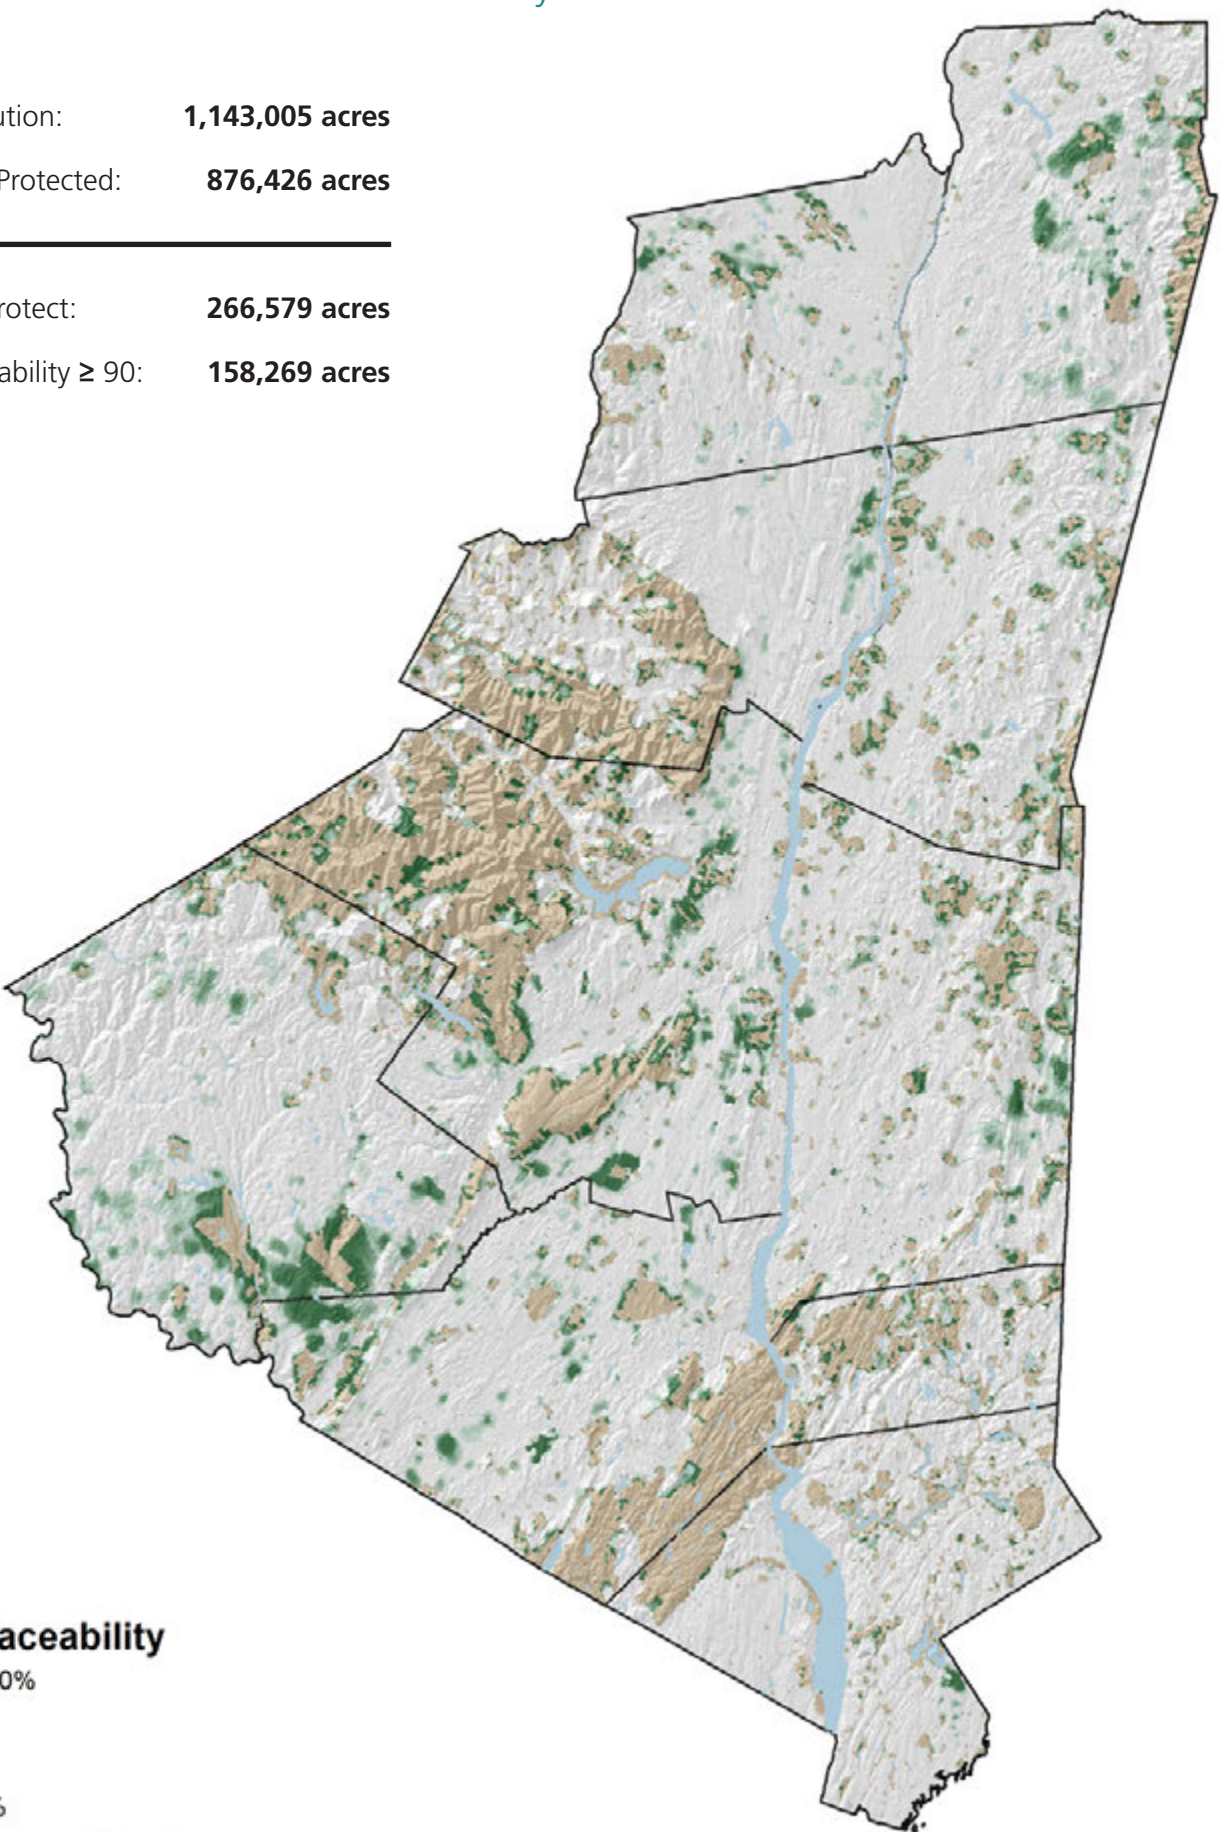 ution: 1,143,005 acres
Protected: 876,426 acres
rotect: 266,579 acres
ability ≥ 90: 158,269 acres
aceability
0%
%